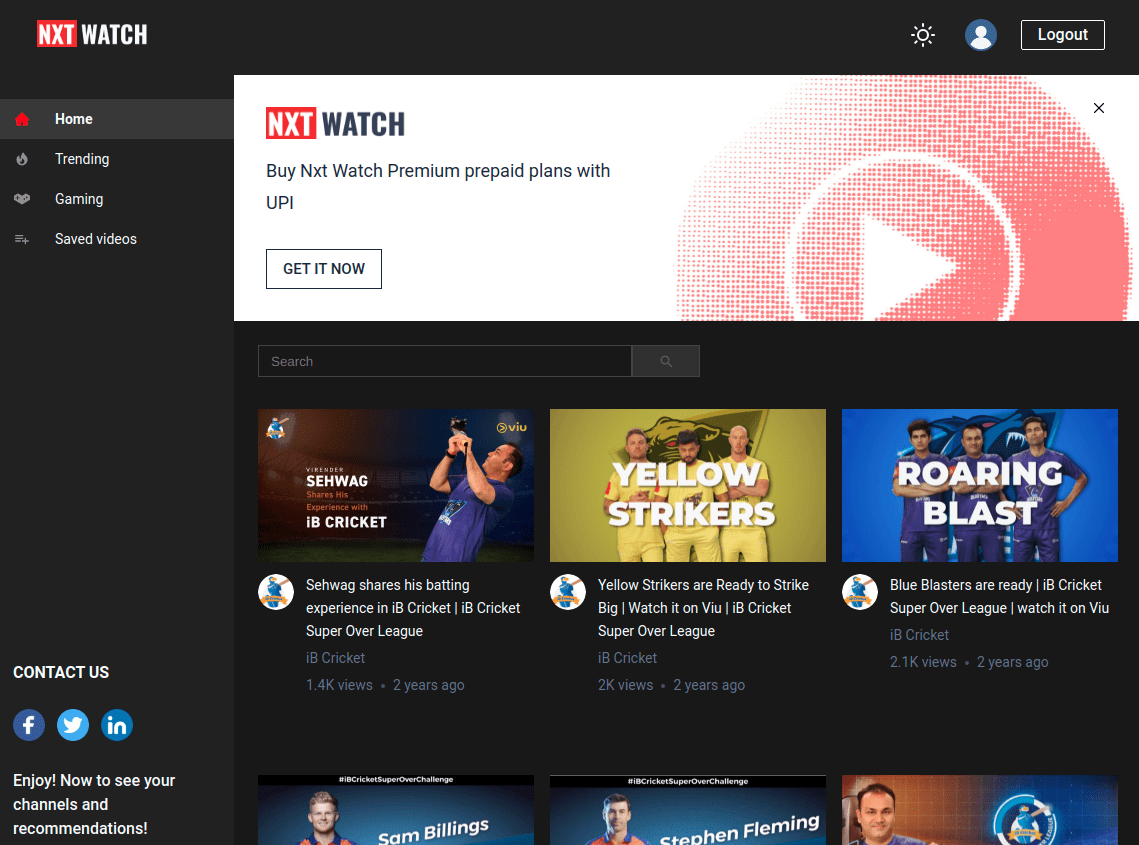 NXT WATCH
Logout
Home
Trending
Gaming
Saved videos
CONTACT US
Enjoy! Now to see your
channels and
recommendations!
NXT WATCH
Buy Nxt Watch Premium prepaid plans with
UPI
GET IT NOW
Search
viu
VIRENDER
SEHWAG
Shares His
Experience with
iB CRICKET
YELLOW
STRIKERS
ROARING
BLAST
Sehwag shares his batting
experience in iB Cricket | iB Cricket
Super Over League
iB Cricket
1.4K views • 2 years ago
Yellow Strikers are Ready to Strike
Big | Watch it on Viu | iB Cricket
Super Over League
iB Cricket
2K views • 2 years ago
Blue Blasters are ready | iB Cricket
Super Over League | watch it on Viu
iB Cricket
2.1K views • 2 years ago
#iBCricketSuperOverChallenge
Sam Billings
#iBCricketSuperOverChallenge
Stephen Fleming